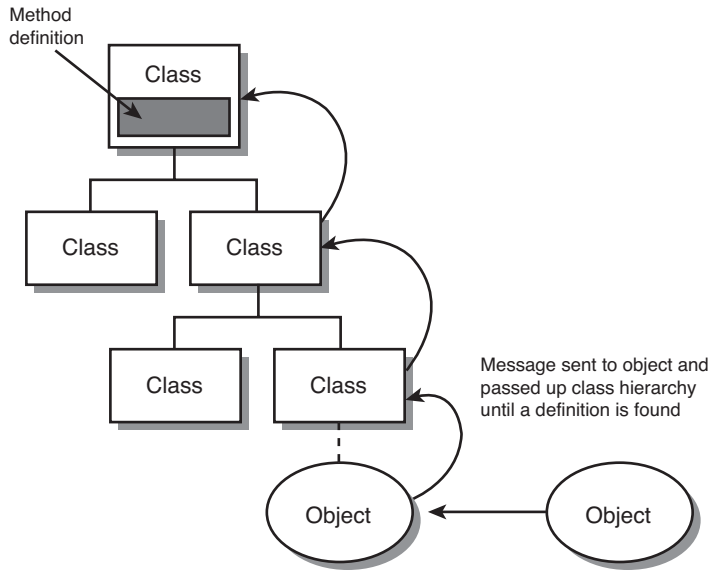 Method
definition
Class
Class
Class
Class
Class
Message sent to object and
passed up class hierarchy
until a definition is found
Object
Object